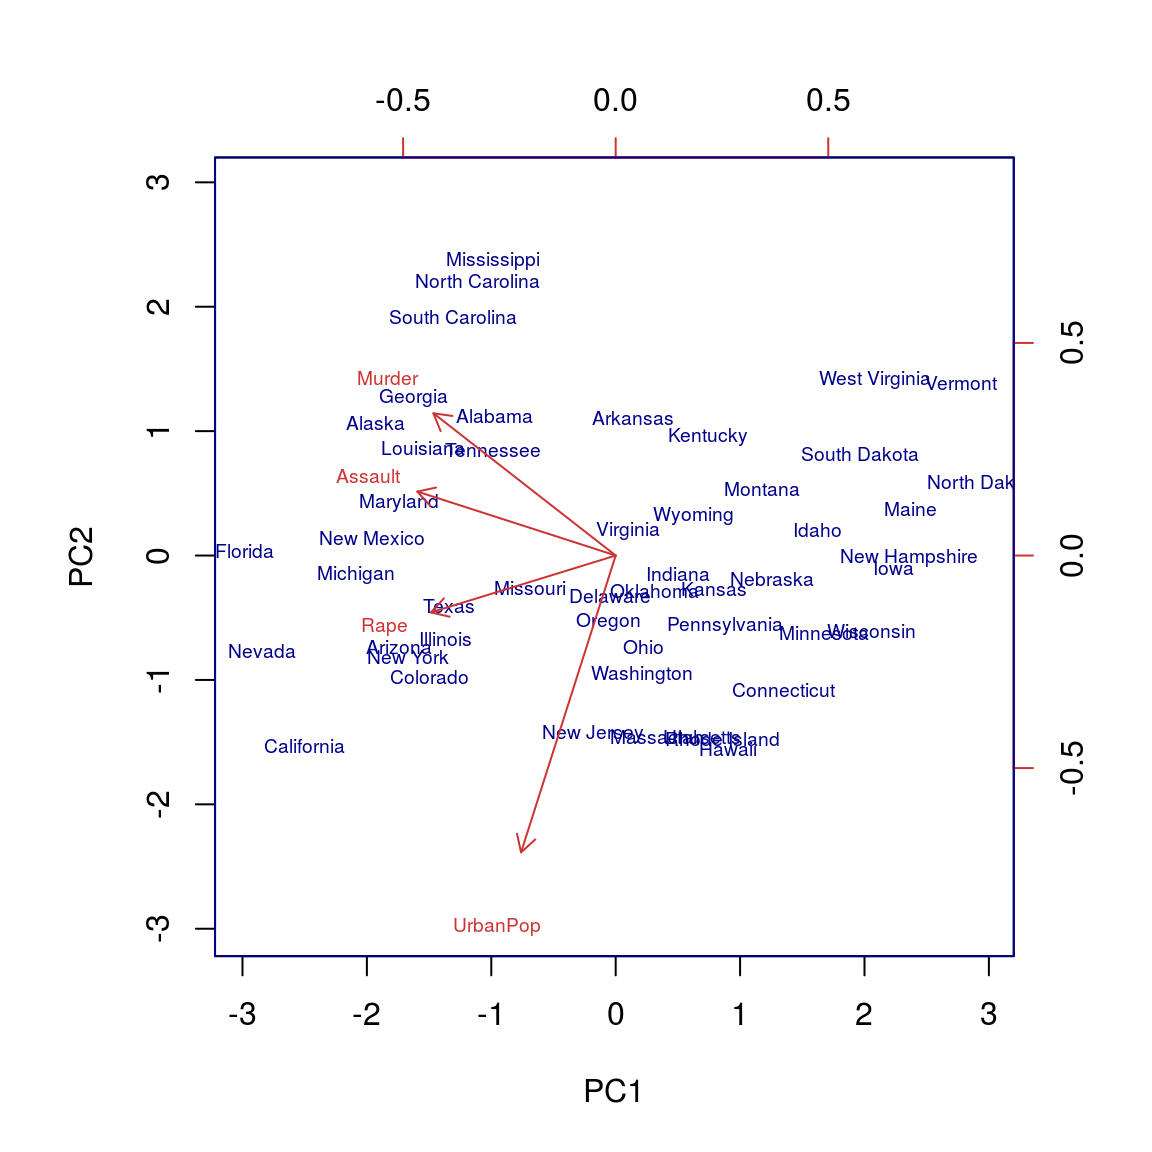 -0.5 0.0 0.5
3
2
1
0
-1
-2
-3
PC2
0.5
0.0
-0.5
Mississippi
North Carolina
South Carolina
Murder
West Virginia
Vermont
Georgia
Alabama
Arkansas
Alaska
Kentucky
Louisiana
Tennessee
South Dakota
Assault
North Dak
Montana
Maryland
Maine
Wyoming
Virginia
Idaho
New Mexico
Florida
New Hampshire
Iowa
Michigan
Indiana
Nebraska
Missouri
Oklahoma
Kansas
Delaware
Texas
Oregon
Rape
Pennsylvania
Minnesota
Wisconsin
Illinois
Arizona
Ohio
Nevada
New York
Colorado
Washington
Connecticut
New Jersey
Massachusetts
Utah
Rhode Island
California
Hawaii
UrbanPop
-3 -2 -1 0 1 2 3
PC1